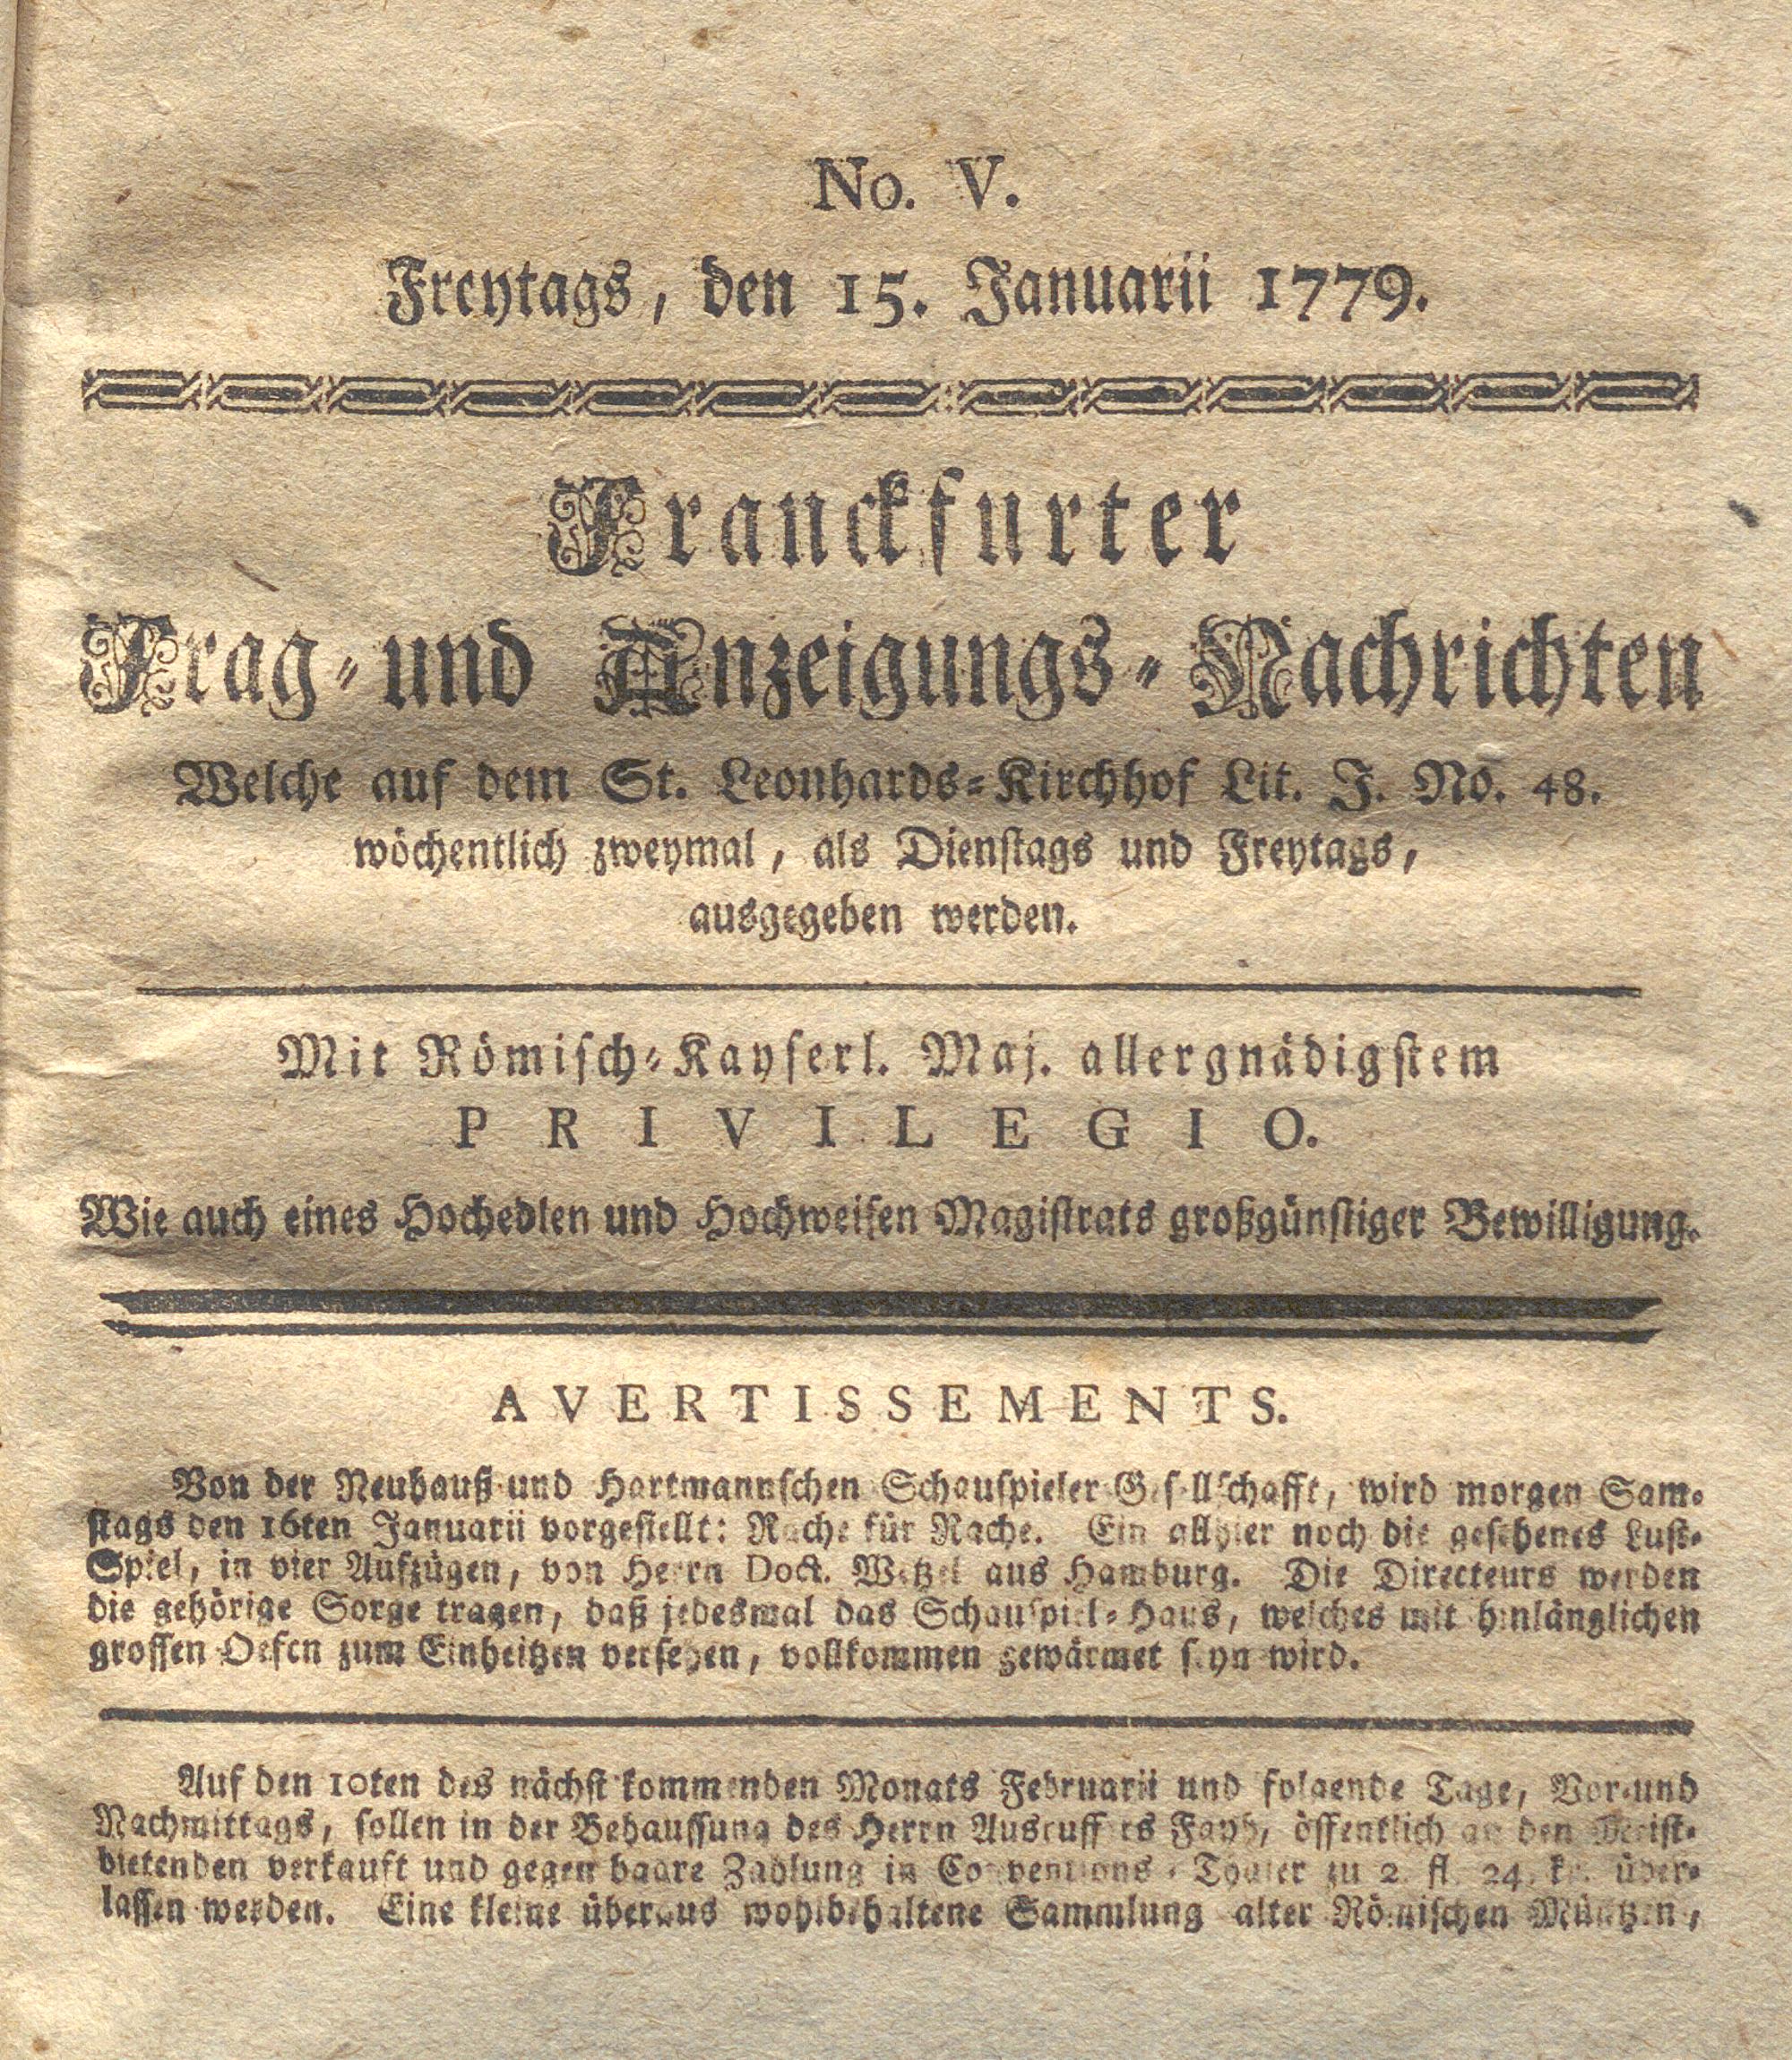 No. V.
Freytags, den 15. Januarii 1779.
Franckfurter
Frag- und Anzeigungs-Nachrichten
Welche auf dem St. Leonhards-Kirchhof Lit. J. No. 48.
wöchentlich zweymal, als Dienstags und Freytags,
ausgegeben werden.
Mit Römisch-Kayserl. Maj. allergnädigstem
PRIVILEGIO.
Wie auch eines Hochedlen und Hochweisen Magistrats großgünstiger Bewilligung.
AVERTISSEMENTS.
Von der Neuhauß und Hartmannschen Schauspieler Gesellschafft, wird morgen Sam-
stags den 16ten Januarii vorgestellt: Rache für Rache. Ein allhier noch nie gesehenes Lust-
Spiel, in vier Aufzügen, von Herrn Doct. Wetzel aus Hamburg. Die Directeurs werden
die gehörige Sorge tragen, daß jedesmal das Schauspiel-Haus, welches mit hinlänglichen
grossen Oefen zum Einheitzen versehen, vollkommen gewärmet seyn wird.
Auf den 10ten des nächst kommenden Monats Februarii und folgende Tage, Vor-und
Nachmittags, sollen in der Behaussung des Herrn Ausruffers Fayh, öffentlich an den Meist-
bietenden verkauft und gegen baare Zahlung in Conventions-Thaler zu 2. fl. 24. kr. über-
lassen werden. Eine kleine überaus wohlbehaltene Sammlung alter Römischen Müntzen,